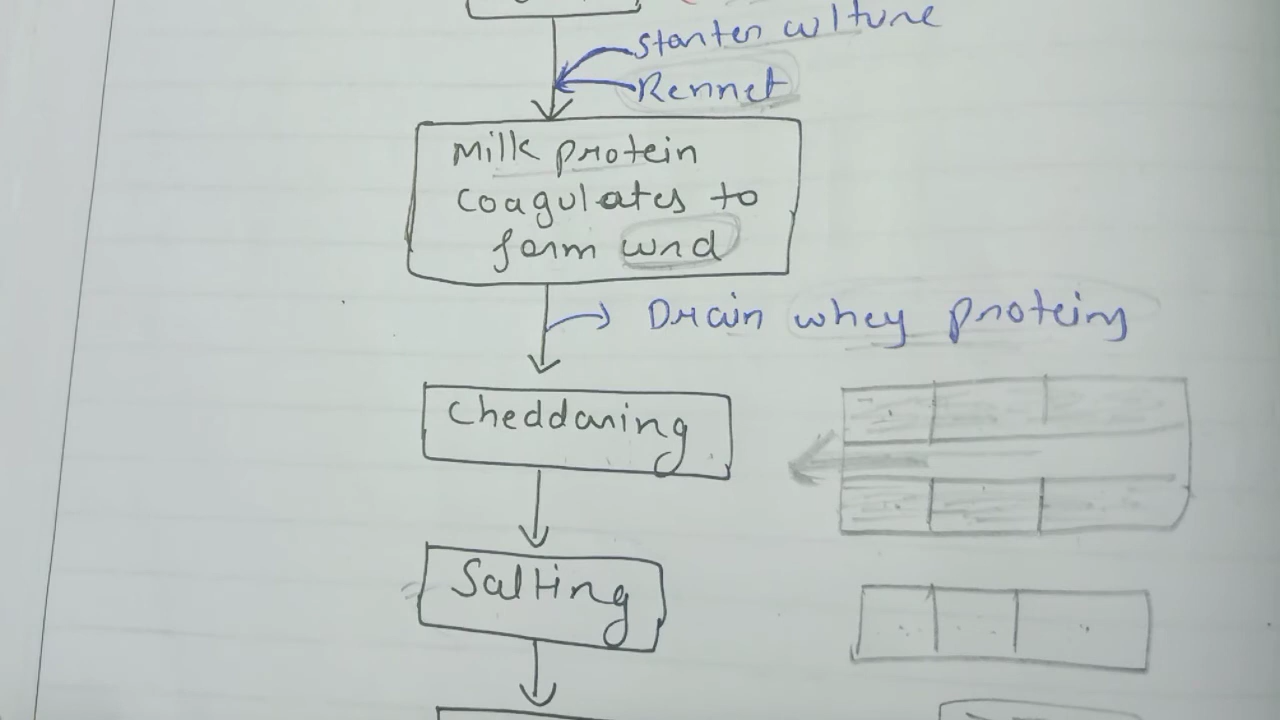 Starter culture
Rennet
Milk protein
coagulates to
form curd
Drain whey proteins
Cheddaring
Salting